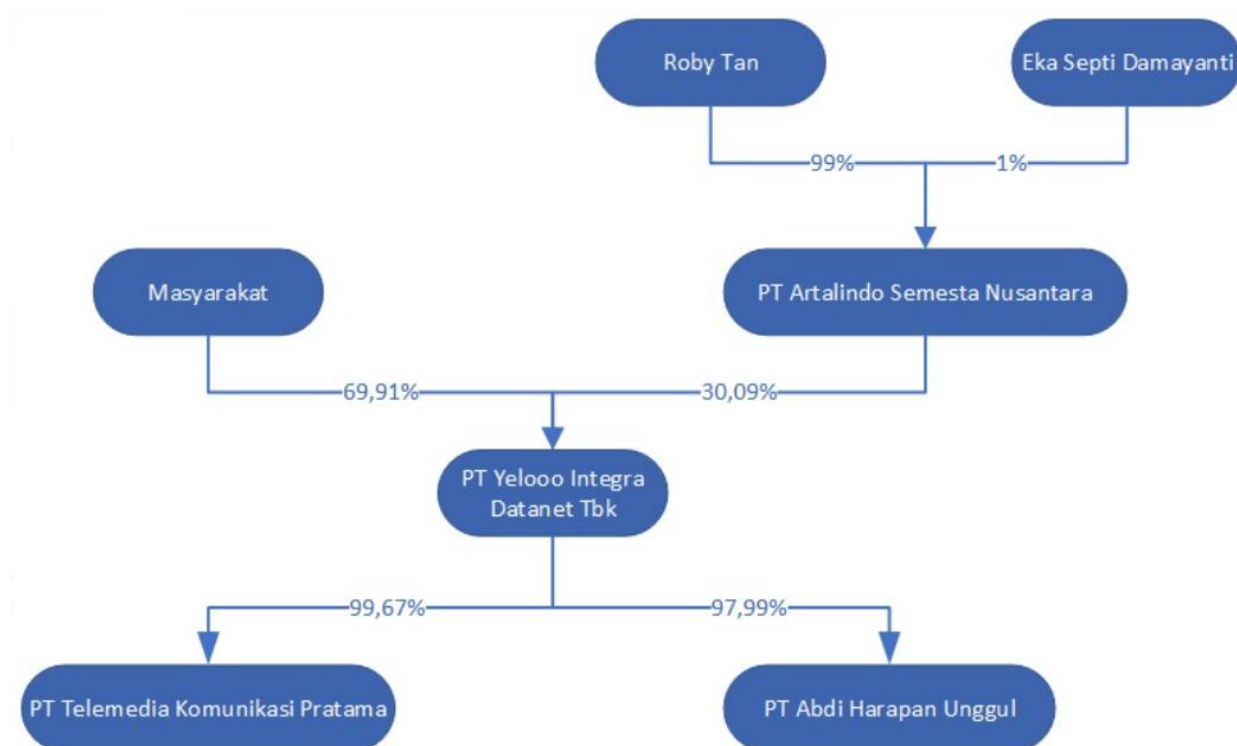 Roby Tan
Eka Septi Damayanti
99%
1%
Masyarakat
PT Artalindo Semesta Nusantara
69,91%
30,09%
PT Yelooo Integra
Datanet Tbk
99,67%
97,99%
PT Telemedia Komunikasi Pratama
PT Abdi Harapan Unggul